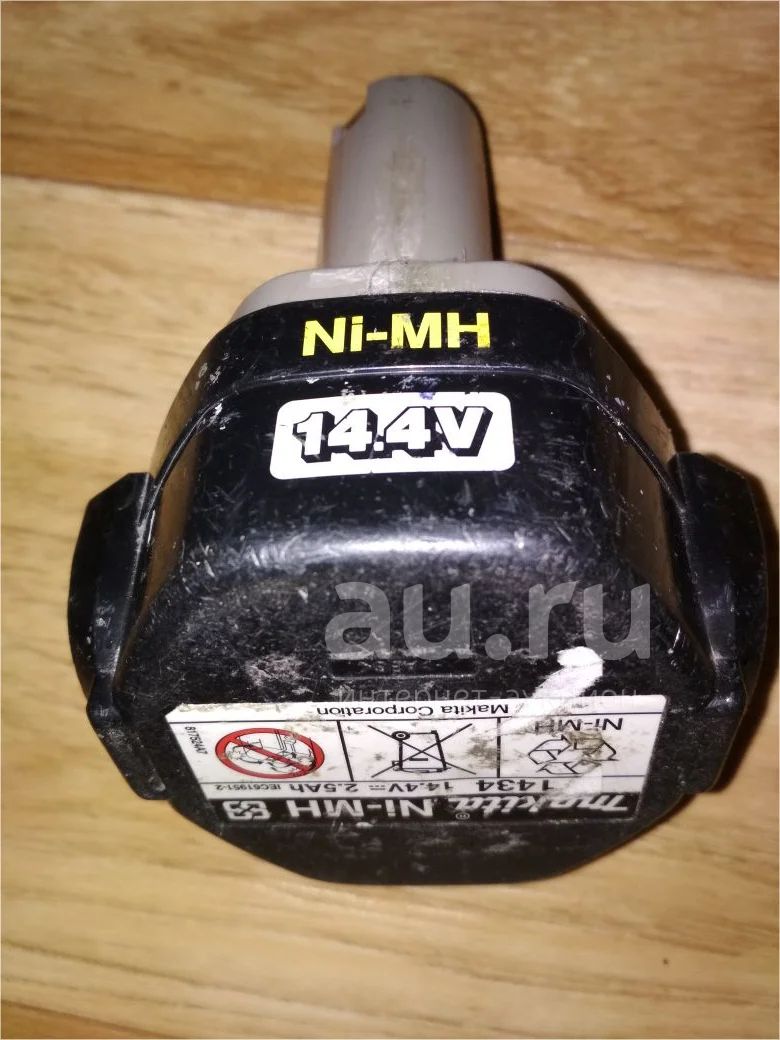 Ni-MH
14.4V
au.ru
интернет-аукцион
makita® Ni-MH
1434 14.4V 2.5Ah IEC61951-2
Ni-MH
Makita Corporation